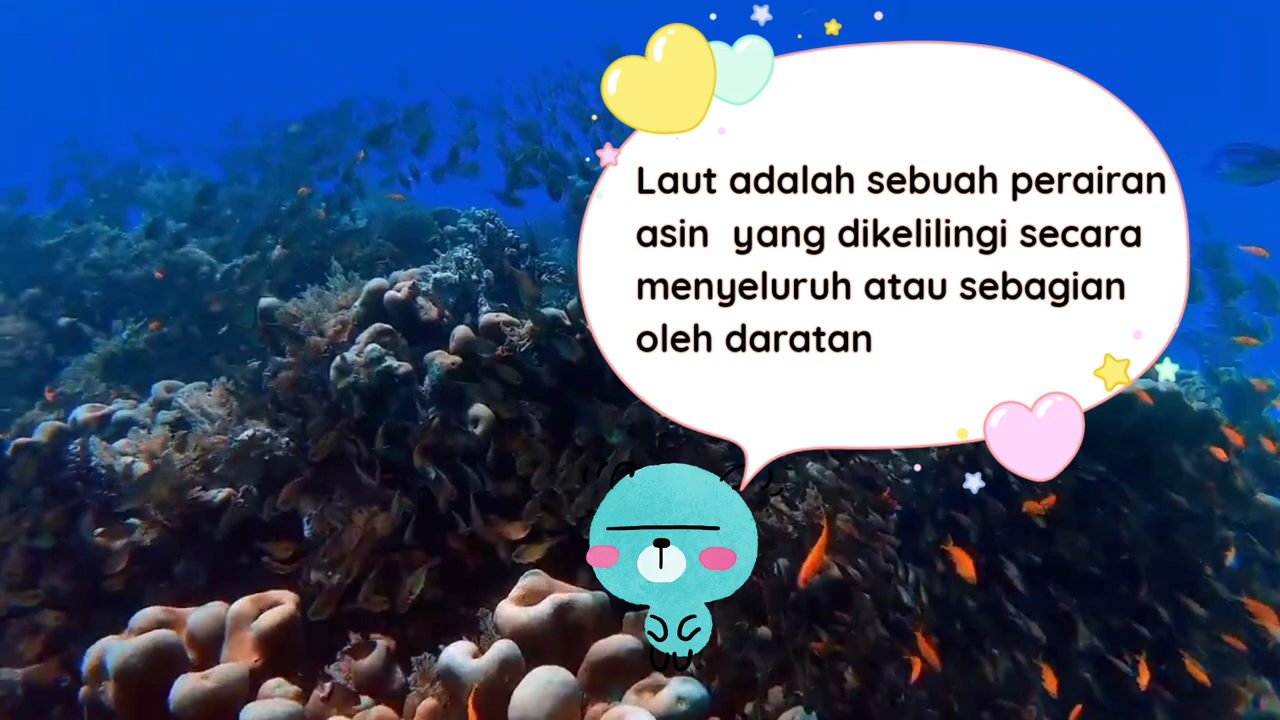 Laut adalah sebuah perairan
asin  yang dikelilingi secara
menyeluruh atau sebagian
oleh daratan